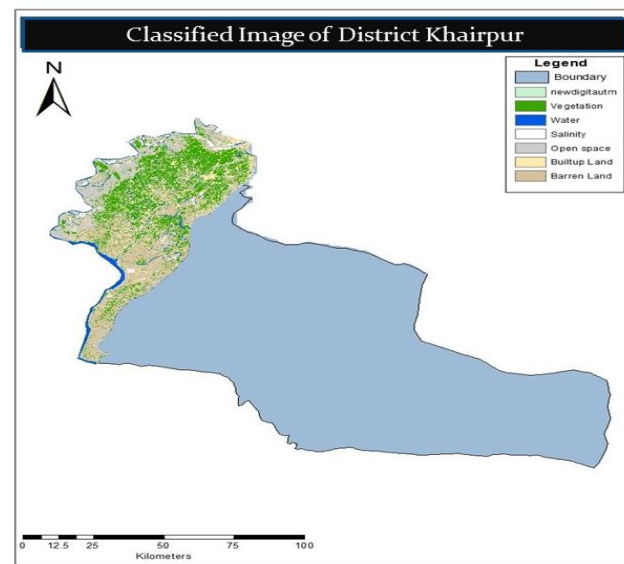 Classified Image of District Khairpur
N
Legend
Boundary
newdigitautm
Vegetation
Water
Salinity
Open space
Builtup Land
Barren Land
0 12.5 25 50 75 100
Kilometers